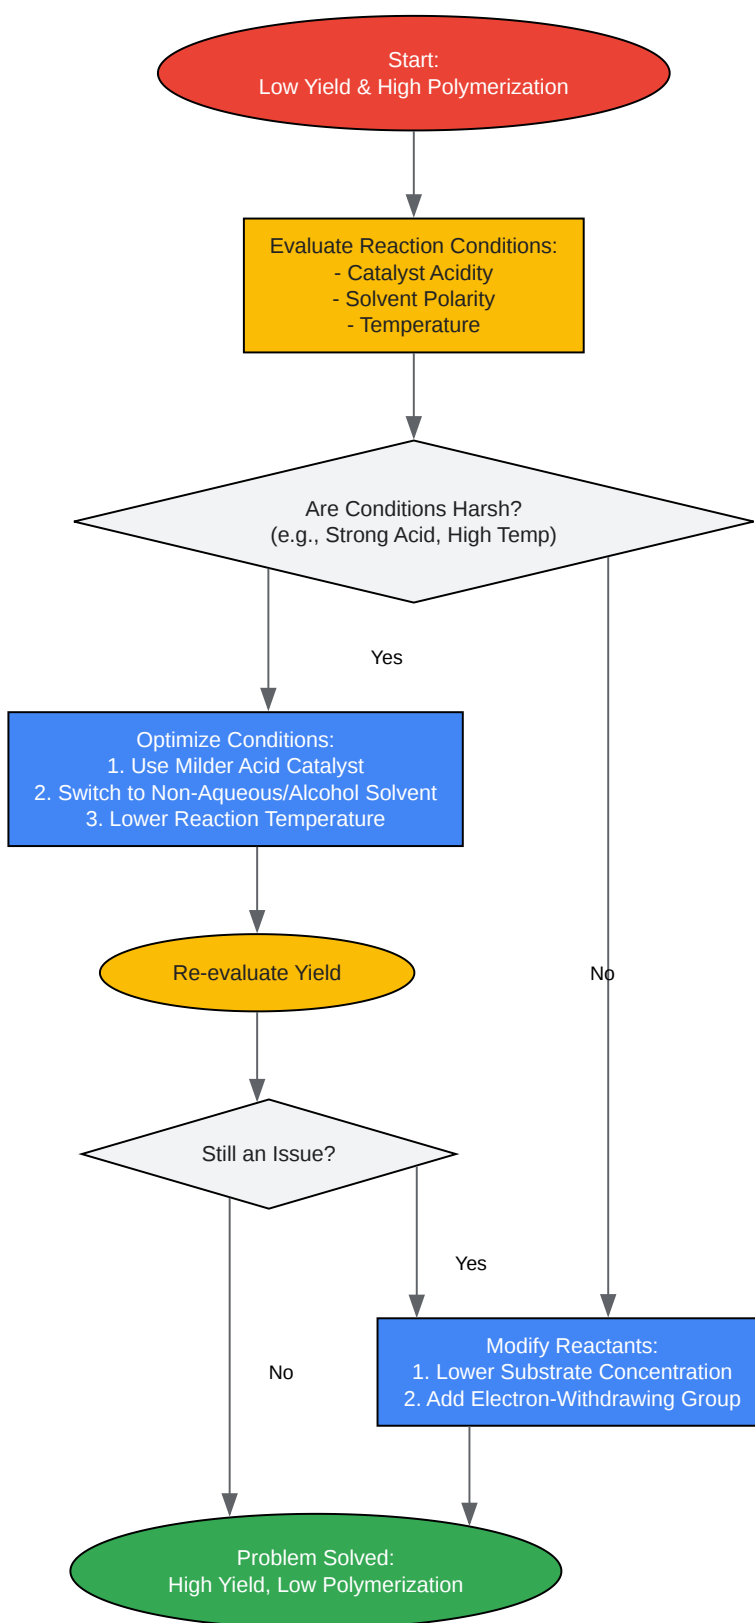 Start:
Low Yield & High Polymerization
Evaluate Reaction Conditions:
- Catalyst Acidity
- Solvent Polarity
- Temperature
Are Conditions Harsh?
(e.g., Strong Acid, High Temp)
Yes
Optimize Conditions:
1. Use Milder Acid Catalyst
2. Switch to Non-Aqueous/Alcohol Solvent
3. Lower Reaction Temperature
Re-evaluate Yield
No
Still an Issue?
Yes
Modify Reactants:
1. Lower Substrate Concentration
2. Add Electron-Withdrawing Group
No
Problem Solved:
High Yield, Low Polymerization